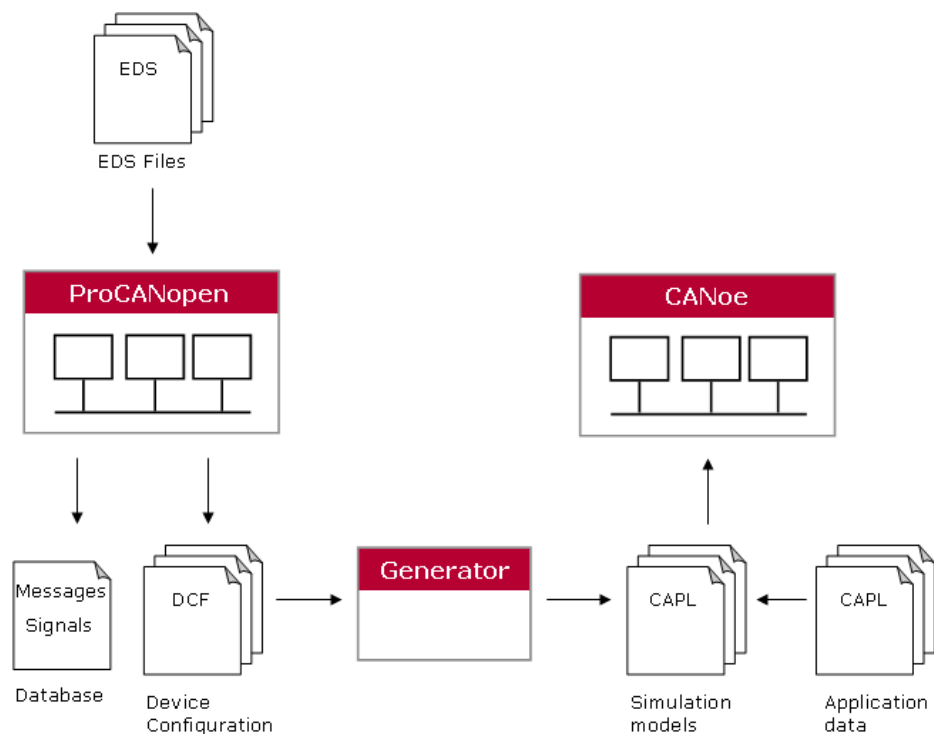 EDS
EDS Files
ProCANopen
CANoe
Messages
Signals
Database
DCF
Device
Configuration
Generator
CAPL
Simulation
models
CAPL
Application
data